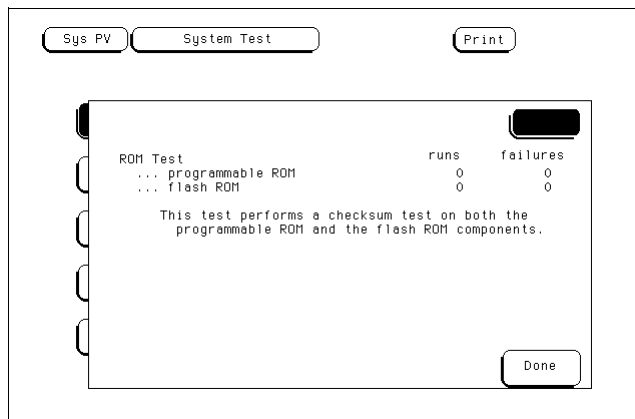 Sys PV System Test Print
runs failures
ROM Test
... programmable ROM 0 0
... flash ROM 0 0
This test performs a checksum test on both the
programmable ROM and the flash ROM components.
Done